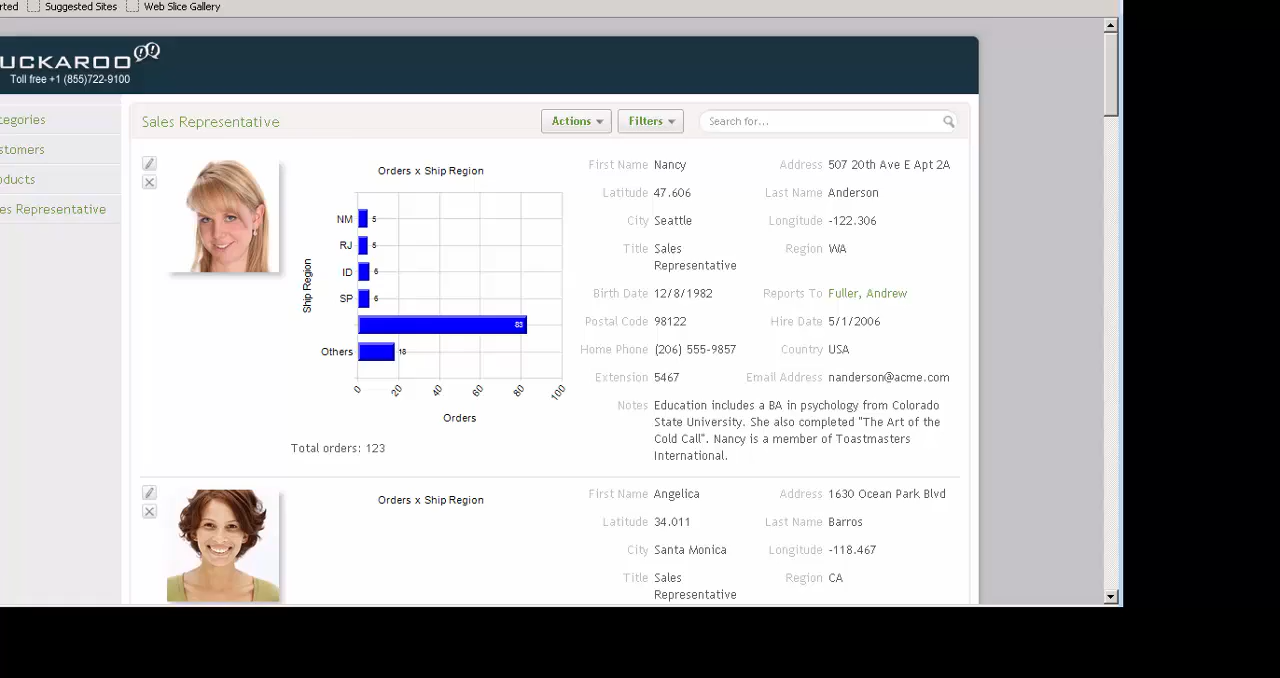 rted Suggested Sites Web Slice Gallery
UCKAROO
Toll free +1 (855)722-9100
tegories
stomers
oducts
es Representative
Sales Representative Actions Filters Search for...
Orders x Ship Region
Ship Region
NM 5
RJ 5
ID 6
SP 6
83
Others 18
0 20 40 60 80 100
Orders
Total orders: 123
First Name Nancy Address 507 20th Ave E Apt 2A
Latitude 47.606 Last Name Anderson
City Seattle Longitude -122.306
Title Sales Representative Region WA
Birth Date 12/8/1982 Reports To Fuller, Andrew
Postal Code 98122 Hire Date 5/1/2006
Home Phone (206) 555-9857 Country USA
Extension 5467 Email Address nanderson@acme.com
Notes Education includes a BA in psychology from Colorado
State University. She also completed "The Art of the
Cold Call". Nancy is a member of Toastmasters
International.
Orders x Ship Region
First Name Angelica Address 1630 Ocean Park Blvd
Latitude 34.011 Last Name Barros
City Santa Monica Longitude -118.467
Title Sales Representative Region CA